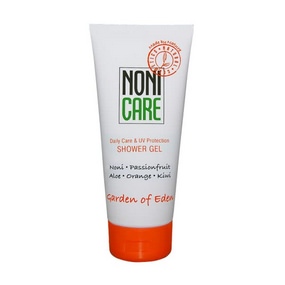 NONI
CARE
Daily Care & UV Protection
SHOWER GEL
Noni • Passionfruit
Aloe • Orange • Kiwi
Garden of Eden